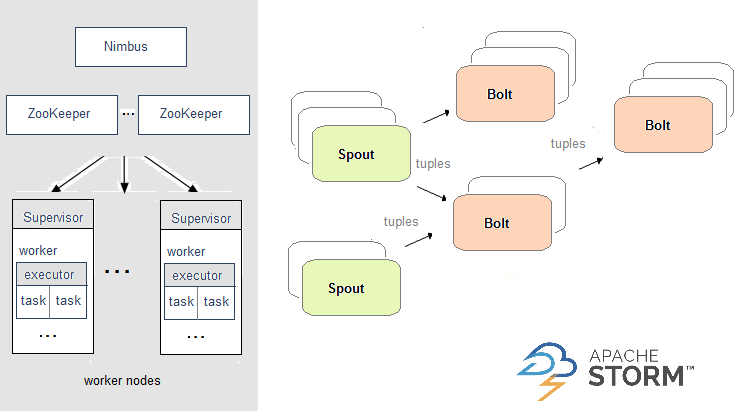 Nimbus
ZooKeeper ... ZooKeeper
Supervisor
worker
executor
task task
...
...
Supervisor
worker
executor
task task
...
worker nodes
Bolt
Bolt
Spout
tuples
tuples
Bolt
tuples
Spout
APACHE
STORM™